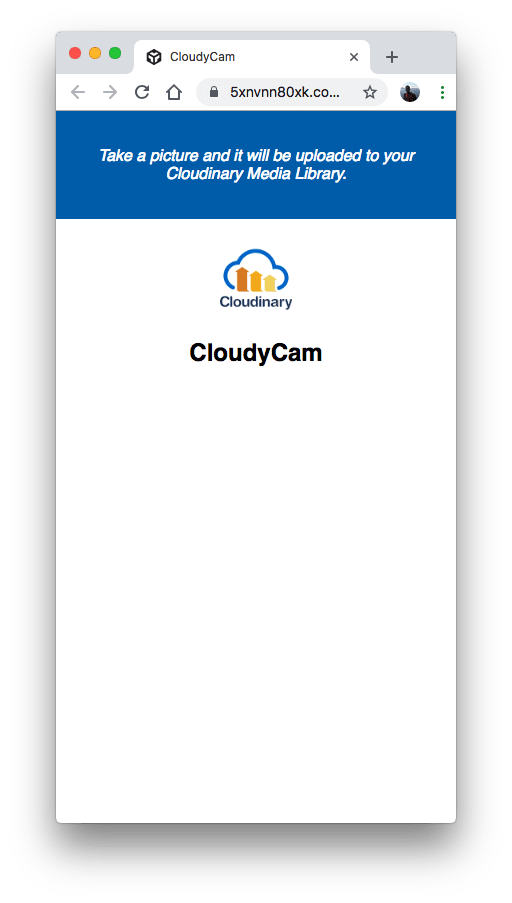 CloudyCam
5xnvnn80xk.co...
Take a picture and it will be uploaded to your
Cloudinary Media Library.
Cloudinary
CloudyCam